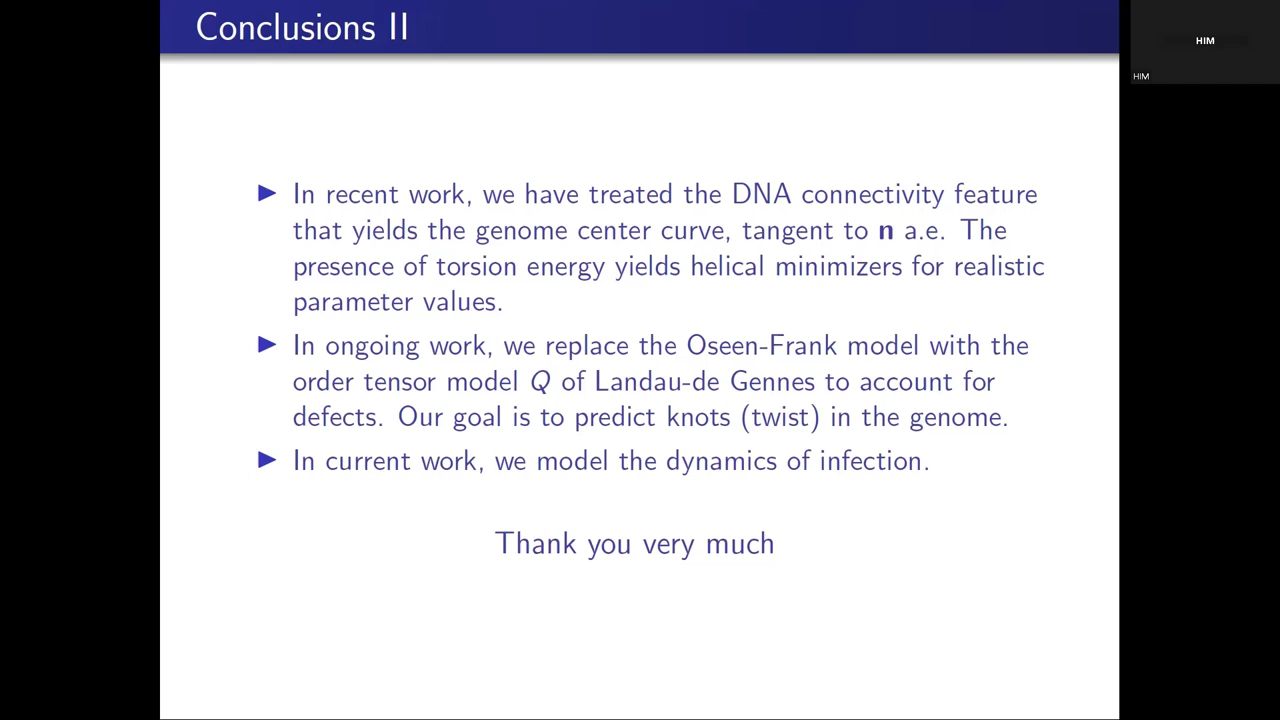 Conclusions II
HIM
HIM
▶ In recent work, we have treated the DNA connectivity feature
that yields the genome center curve, tangent to n a.e. The
presence of torsion energy yields helical minimizers for realistic
parameter values.
▶ In ongoing work, we replace the Oseen-Frank model with the
order tensor model Q of Landau-de Gennes to account for
defects. Our goal is to predict knots (twist) in the genome.
▶ In current work, we model the dynamics of infection.
Thank you very much